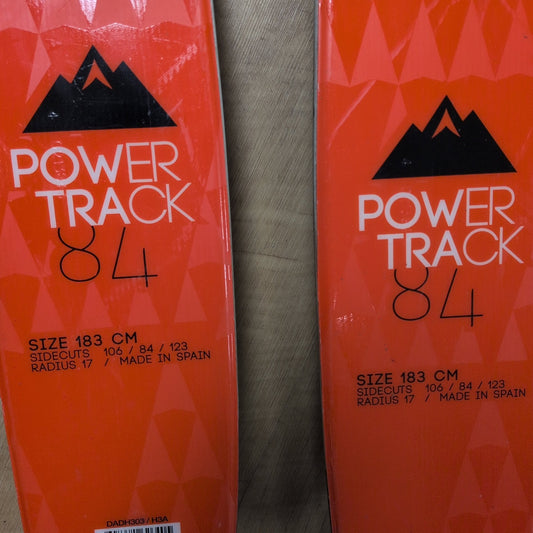 POWER
TRACK
84
SIZE 183 CM
SIDECUTS 106 / 84 / 123
RADIUS 17 / MADE IN SPAIN
DADH303 / H3A
POWER
TRACK
84
SIZE 183 CM
SIDECUTS 106 / 84 / 123
RADIUS 17 / MADE IN SPAIN